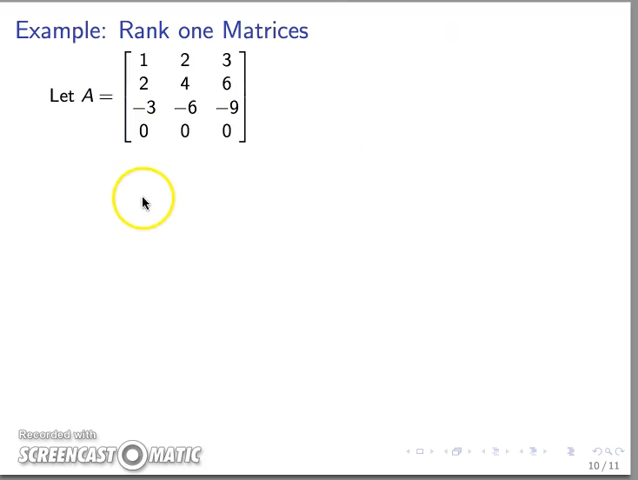 Example: Rank one Matrices
Let A =
1 2 3
2 4 6
−3 −6 −9
0 0 0
Recorded with
SCREENCAST MATIC
10 / 11